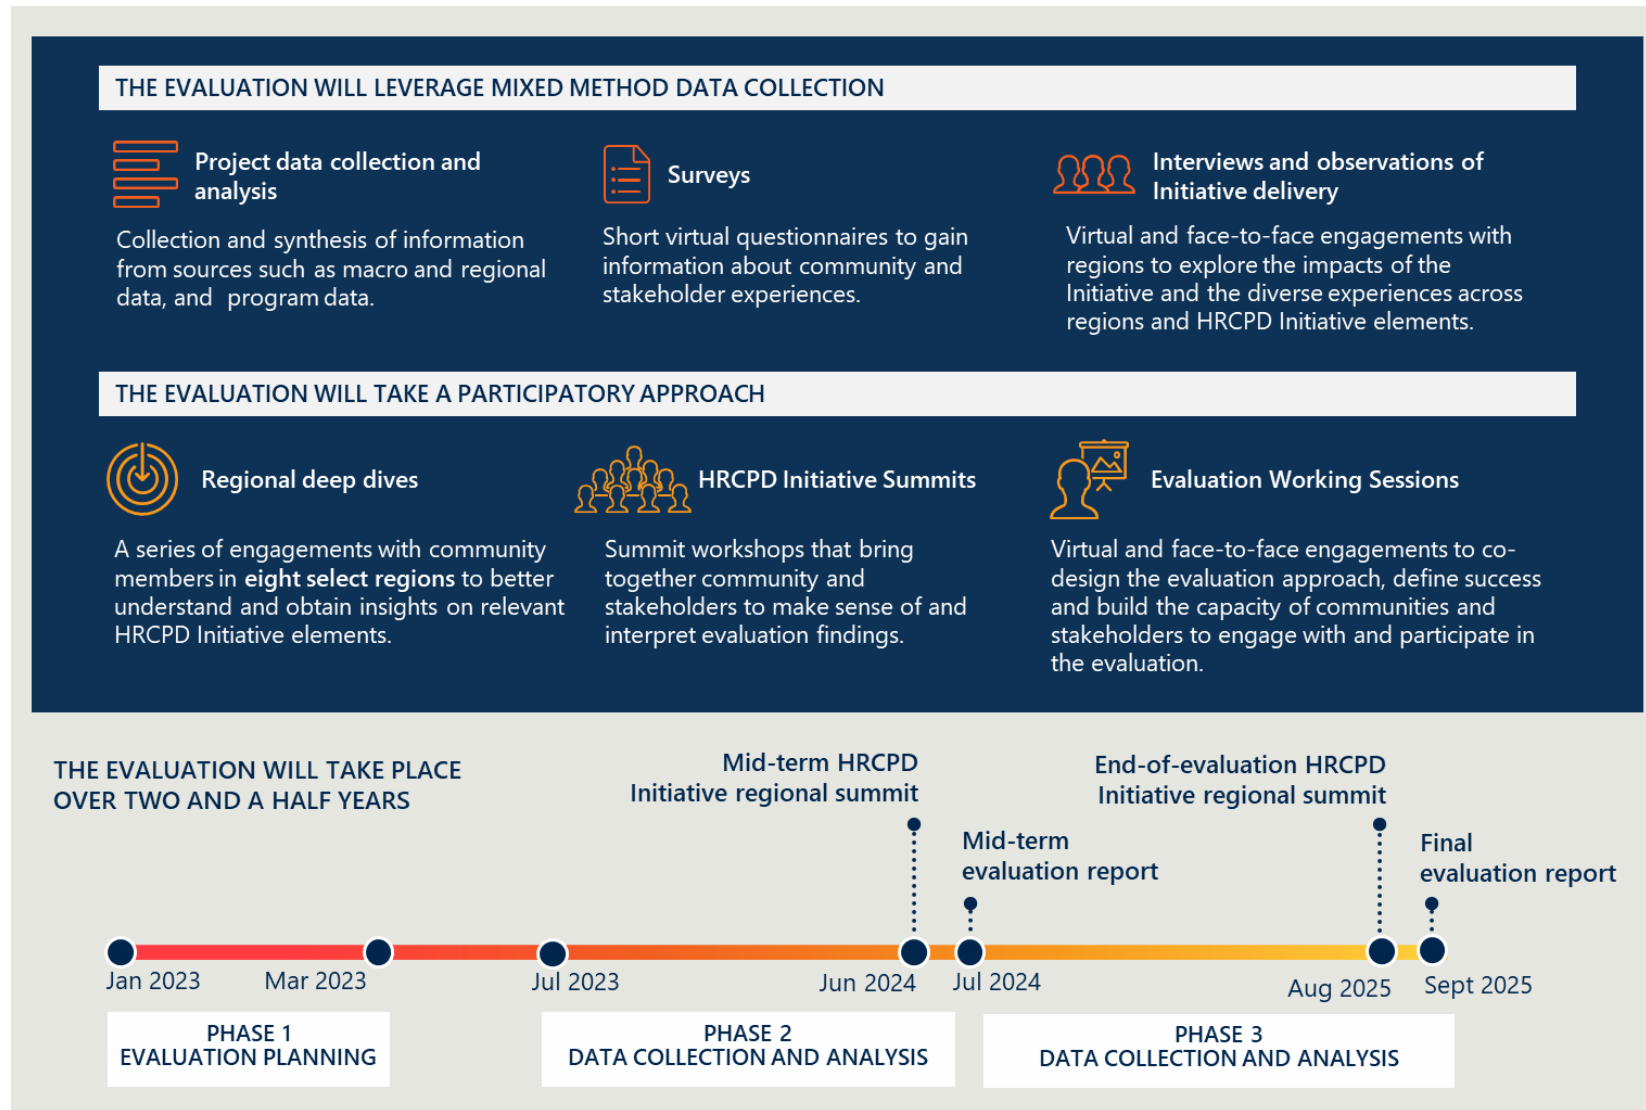 THE EVALUATION WILL LEVERAGE MIXED METHOD DATA COLLECTION
Project data collection and
analysis
Collection and synthesis of information
from sources such as macro and regional
data, and program data.
Surveys
Short virtual questionnaires to gain
information about community and
stakeholder experiences.
Interviews and observations of
Initiative delivery
Virtual and face-to-face engagements with
regions to explore the impacts of the
Initiative and the diverse experiences across
regions and HRCPD Initiative elements.
THE EVALUATION WILL TAKE A PARTICIPATORY APPROACH
Regional deep dives
A series of engagements with community
members in eight select regions to better
understand and obtain insights on relevant
HRCPD Initiative elements.
HRCPD Initiative Summits
Summit workshops that bring
together community and
stakeholders to make sense of and
interpret evaluation findings.
Evaluation Working Sessions
Virtual and face-to-face engagements to co-
design the evaluation approach, define success
and build the capacity of communities and
stakeholders to engage with and participate in
the evaluation.
THE EVALUATION WILL TAKE PLACE
OVER TWO AND A HALF YEARS
Mid-term HRCPD
Initiative regional summit
Mid-term
evaluation report
End-of-evaluation HRCPD
Initiative regional summit
Final
evaluation report
Jan 2023
Mar 2023
Jul 2023
Jun 2024
Jul 2024
Aug 2025
Sept 2025
PHASE 1
EVALUATION PLANNING
PHASE 2
DATA COLLECTION AND ANALYSIS
PHASE 3
DATA COLLECTION AND ANALYSIS